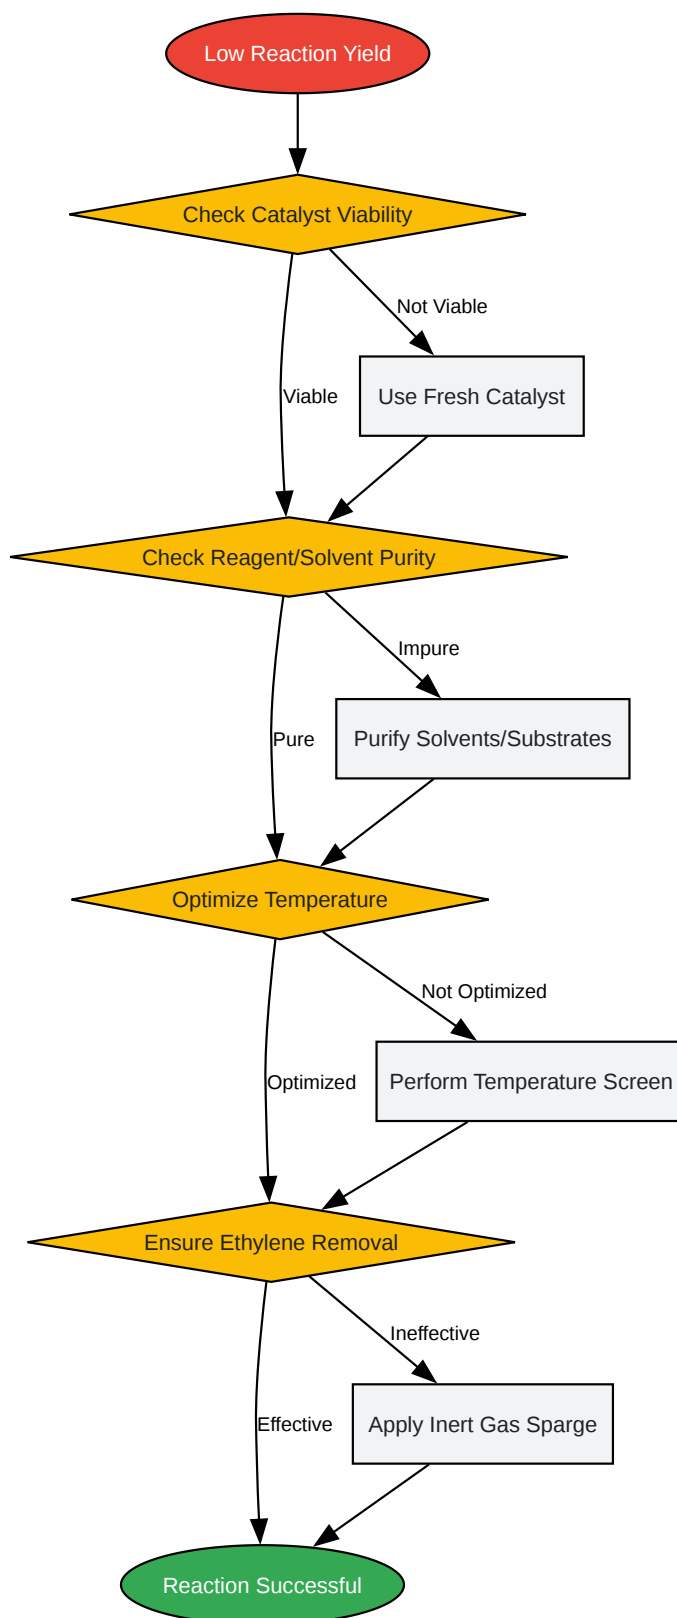 Low Reaction Yield
Check Catalyst Viability
Not Viable
Viable
Use Fresh Catalyst
Check Reagent/Solvent Purity
Impure
Pure
Purify Solvents/Substrates
Optimize Temperature
Not Optimized
Optimized
Perform Temperature Screen
Ensure Ethylene Removal
Ineffective
Effective
Apply Inert Gas Sparge
Reaction Successful